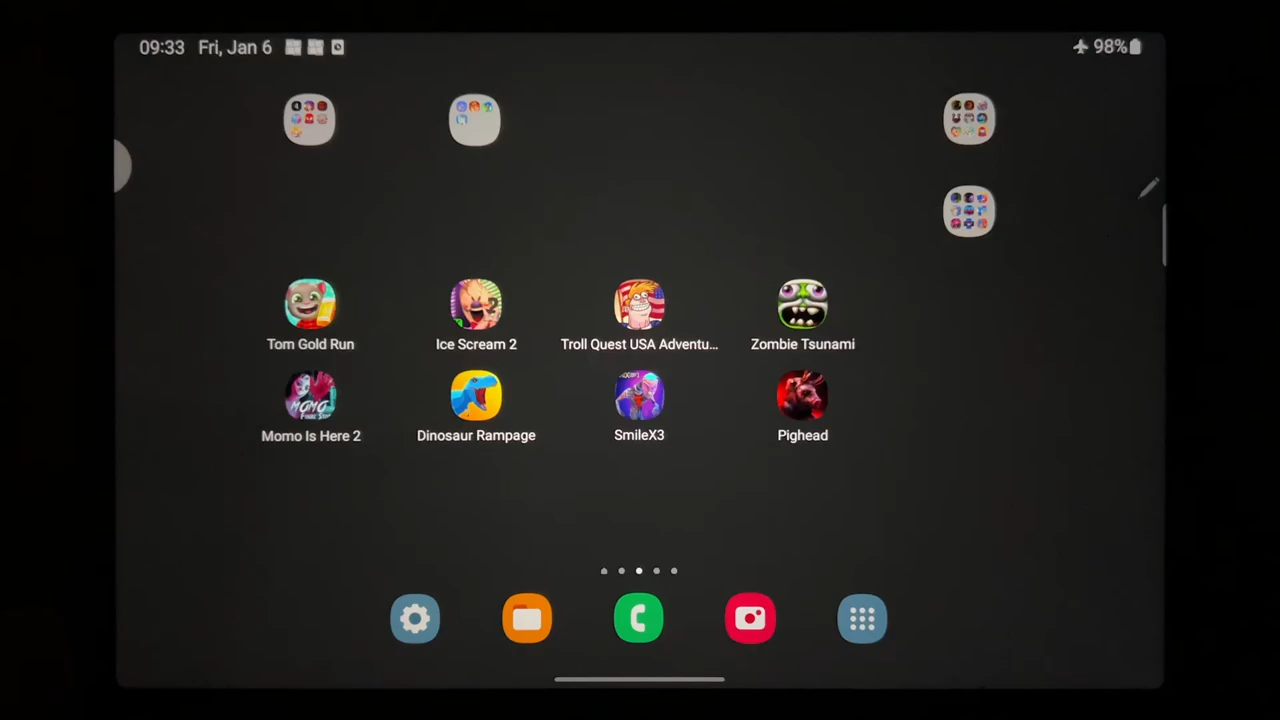 09:33 Fri, Jan 6
98%
Tom Gold Run
Ice Scream 2
Troll Quest USA Adventu...
Zombie Tsunami
MOMO
Momo Is Here 2
Dinosaur Rampage
SmileX3
Pighead